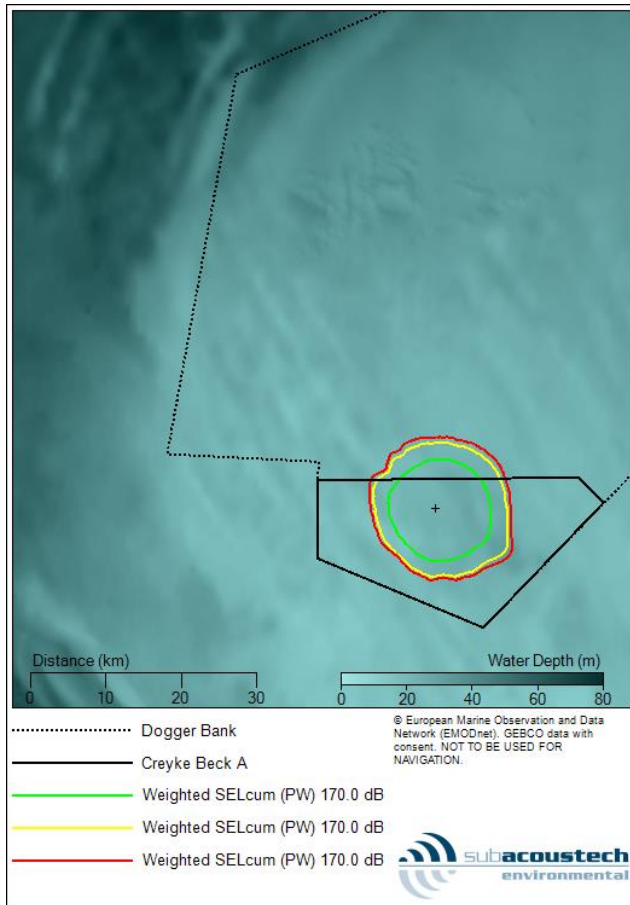 Distance (km)
0 10 20 30
Water Depth (m)
0 20 40 60 80
Dogger Bank
Creyke Beck A
Weighted SELcum (PW) 170.0 dB
Weighted SELcum (PW) 170.0 dB
Weighted SELcum (PW) 170.0 dB
© European Marine Observation and Data
Network (EMODnet). GEBCO data with
consent. NOT TO BE USED FOR
NAVIGATION.
subacoustech
environmental